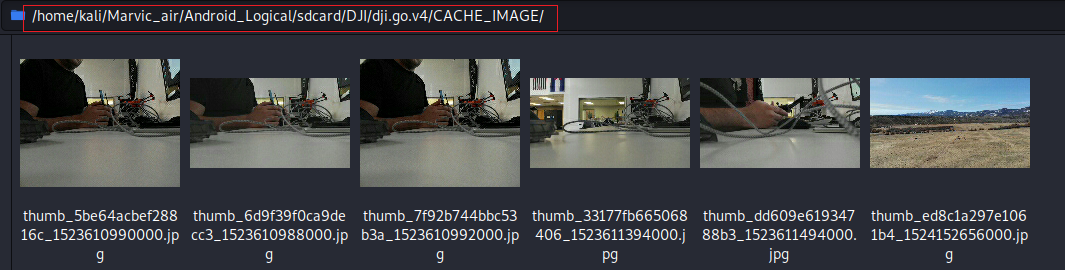 /home/kali/Marvic_air/Android_Logical/sdcard/DJI/dji.go.v4/CACHE_IMAGE/
thumb_5be64acbef288
16c_1523610990000.jp
g
thumb_6d9f39f0ca9de
cc3_1523610988000.jp
g
thumb_7f92b744bbc53
b3a_1523610992000.jp
g
thumb_33177fb665068
406_1523611394000.j
pg
thumb_dd609e619347
88b3_1523611494000.
jpg
thumb_ed8c1a297e106
1b4_1524152656000.jp
g